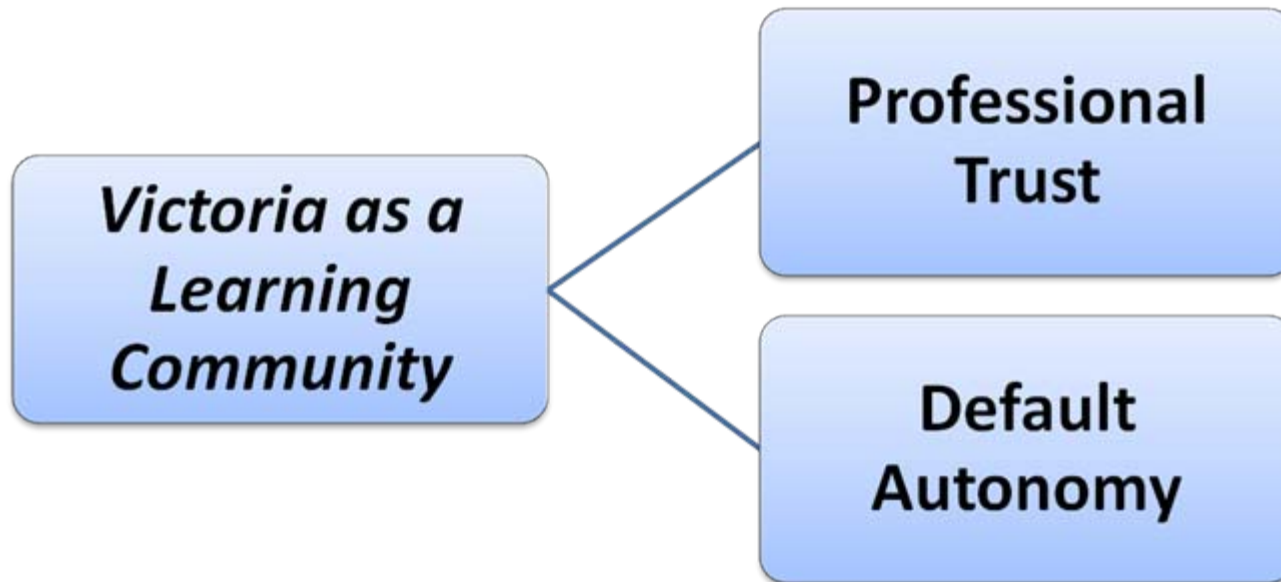 Victoria as a
Learning
Community
Professional
Trust
Default
Autonomy